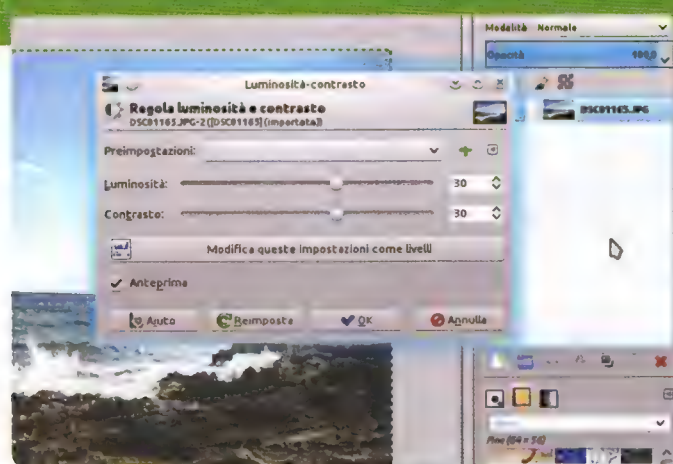 Modalità Normale
Opacità 100,0
Luminosità-contrasto
Regola luminosità e contrasto
DSC01165.JPG-2 ([DSC01165] (importata))
DSC01165.JPG
Preimpostazioni:
Luminosità: 30
Contrasto: 30
Modifica queste impostazioni come livelli
Anteprima
Aiuto Reimposta OK Annulla